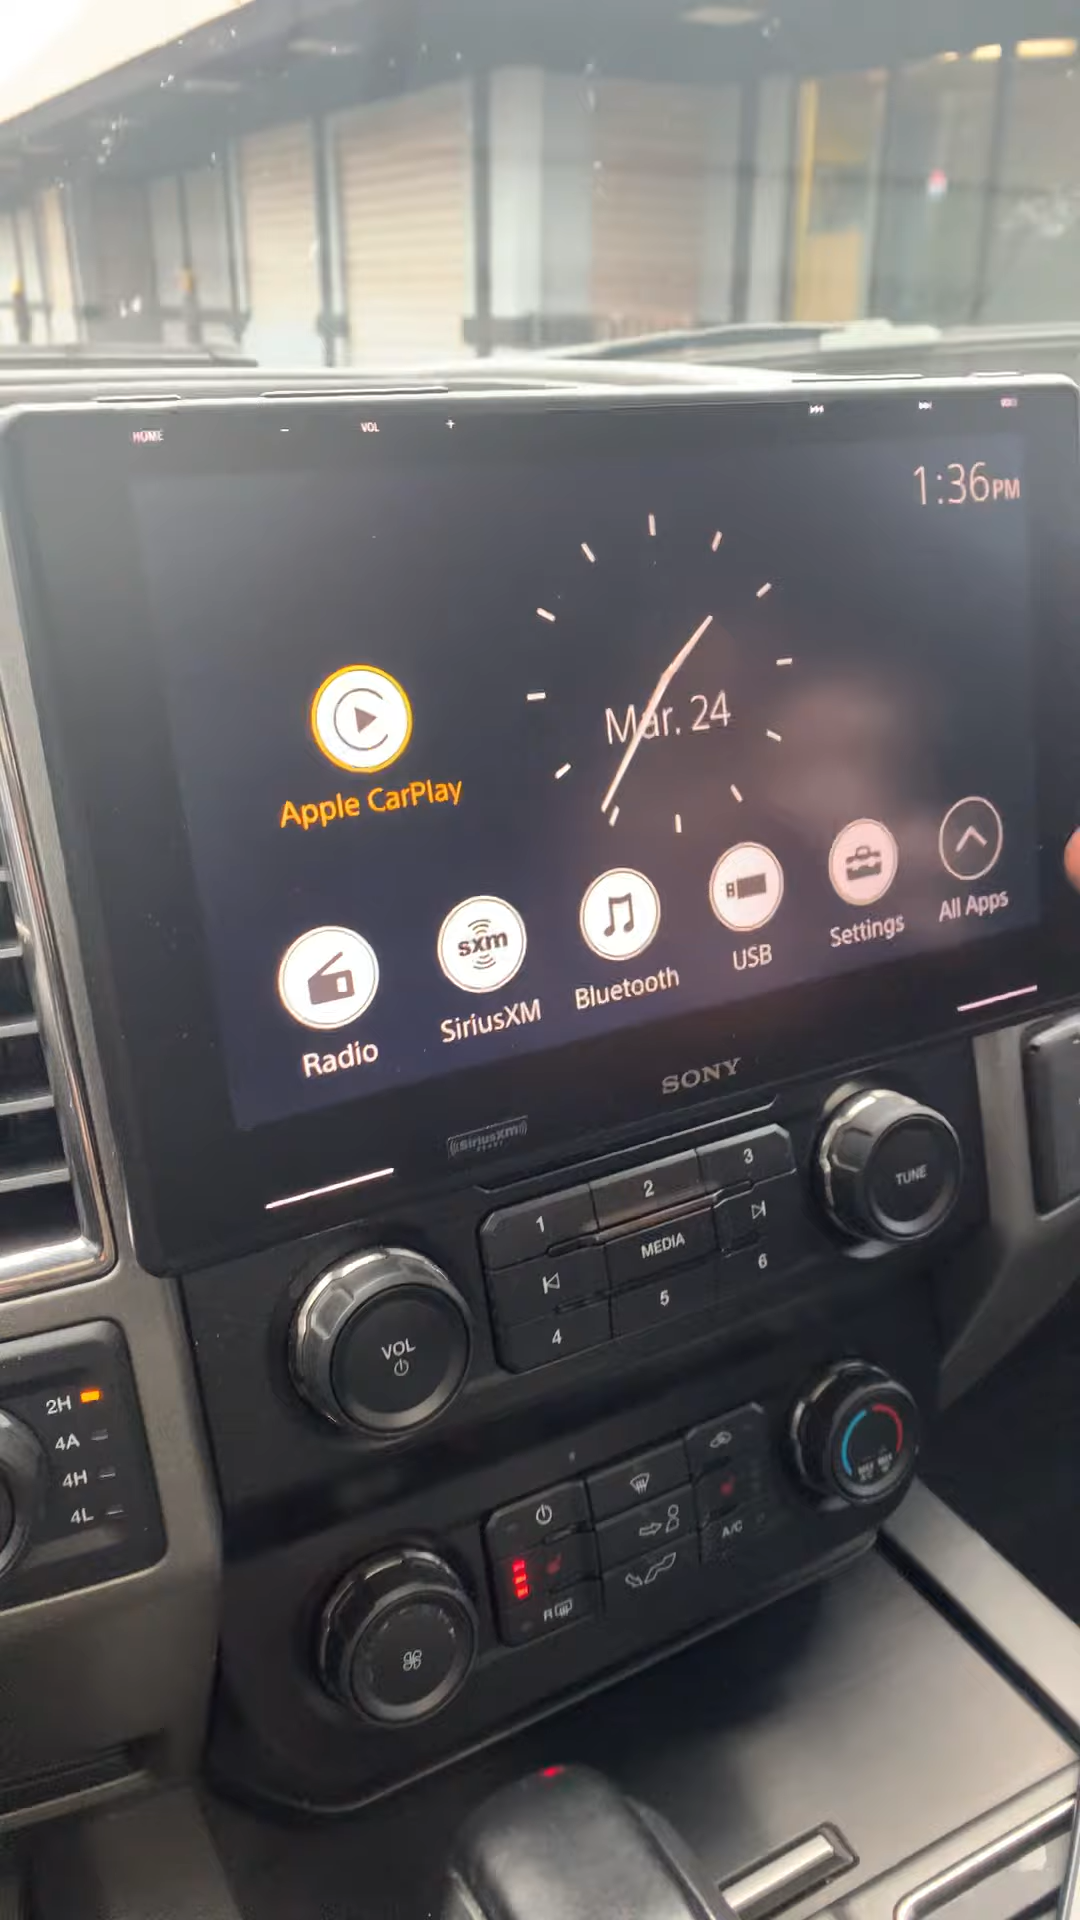 HOME
VOL
1:36PM
Mar. 24
Apple CarPlay
Radio
sxm
SiriusXM
Bluetooth
USB
Settings
All Apps
SONY
((SiriusXM))
1
2
3
MEDIA
4
5
6
TUNE
VOL
2H
4A
4H
4L
A/C
R